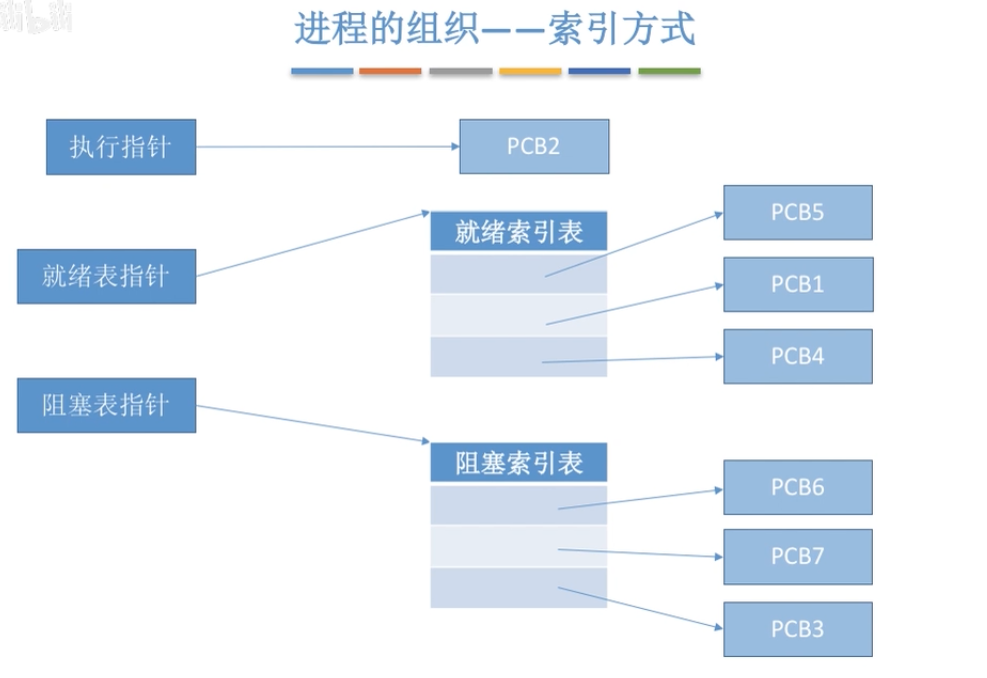 进程的组织——索引方式
执行指针
PCB2
就绪表指针
就绪索引表
PCB5
PCB1
PCB4
阻塞表指针
阻塞索引表
PCB6
PCB7
PCB3